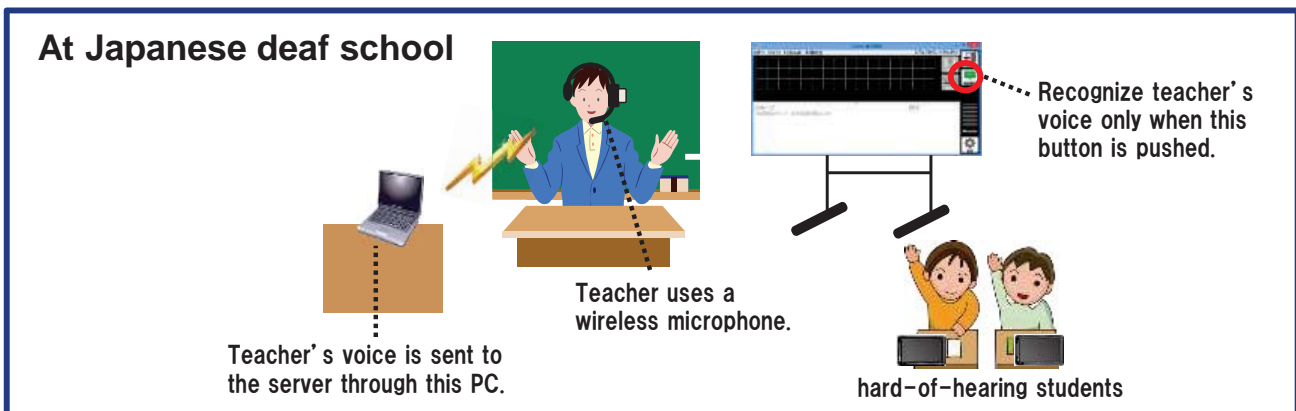 At Japanese deaf school
Recognize teacher's
voice only when this
button is pushed.
Teacher uses a
wireless microphone.
Teacher's voice is sent to
the server through this PC.
hard-of-hearing students